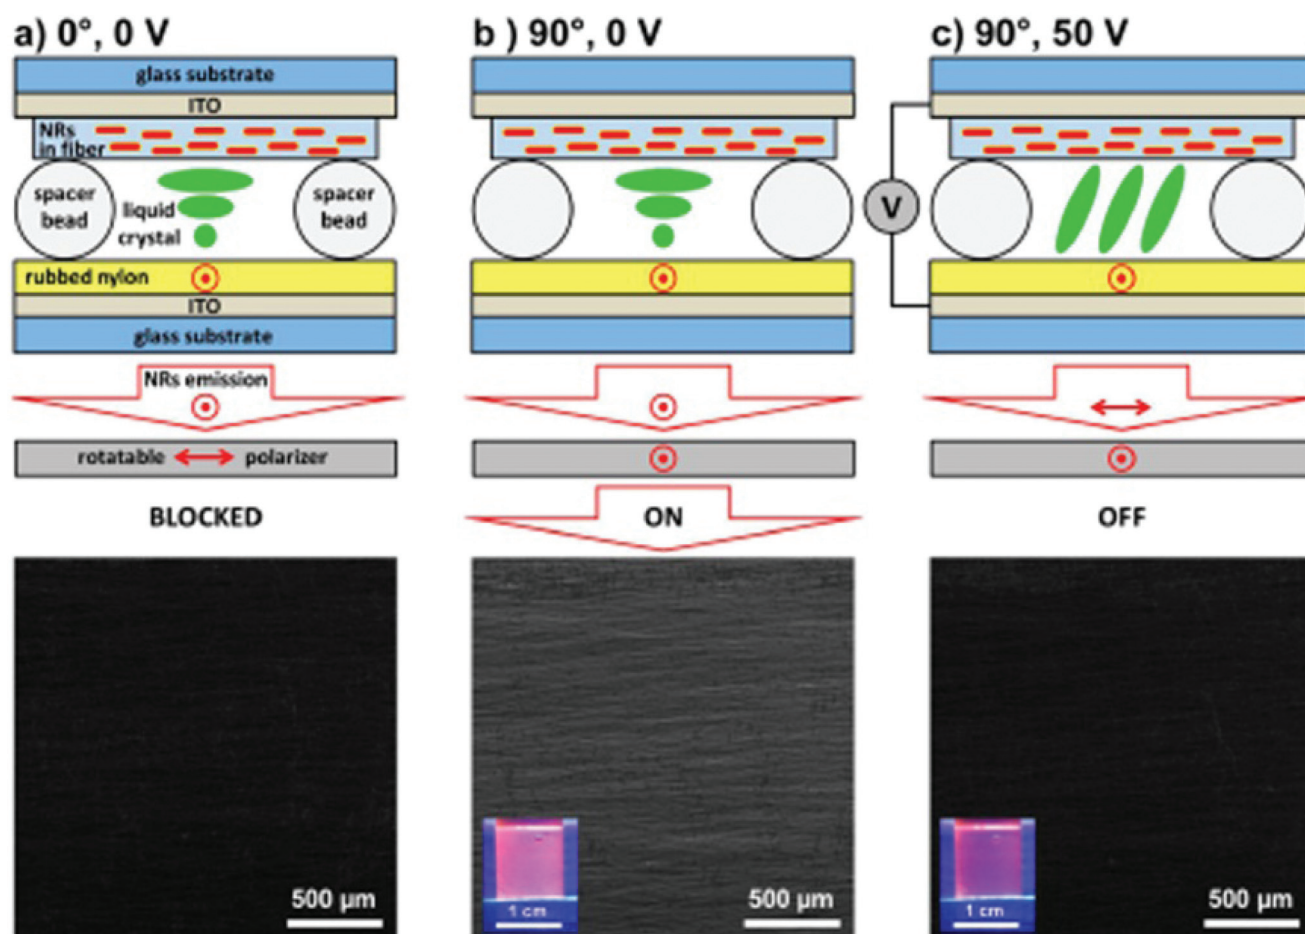 a) 0°, 0 V
b ) 90°, 0 V
c) 90°, 50 V
glass substrate
ITO
NRs
in fiber
spacer
bead
liquid
crystal
spacer
bead
V
rubbed nylon
ITO
glass substrate
NRs emission
rotatable
polarizer
BLOCKED
ON
OFF
500 µm
1 cm
500 µm
1 cm
500 µm